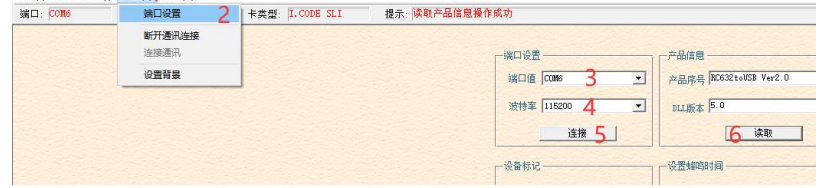 端口: COM6 端口设置 2 卡类型: I.CODE SLI 提示: 读取产品信息操作成功
断开通讯连接
连接通讯
设置背景
端口设置
端口值 COM6 3
波特率 115200 4
连接 5
产品信息
产品序号 RC632toUSB Ver2.0
DLL版本 5.0
6 读取
设备标记
设置蜂鸣时间